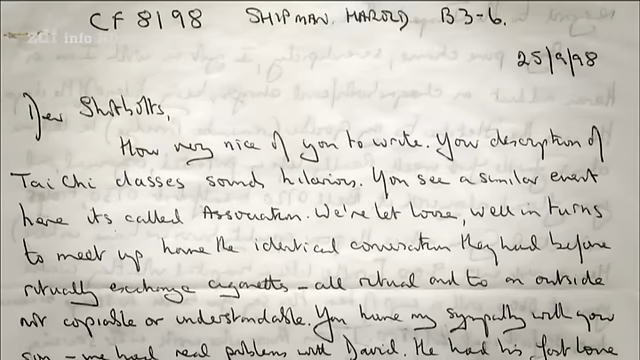 CF 8198 SHIPMAN. HAROLD B3-6.
ZDF info
25/9/98
Dear Shotbolts,
How very nice of you to write. Your description of
Tai Chi classes sounds hilarious. You see a similar event
here its called Association. We're let loose, well in turns
to meet up have the identical conversation they had before
ritually exchange cigarettes – all ritual and to an outside
not copiable or understandable. You have my sympathy with your
son – we had real problems with David. He had his first love